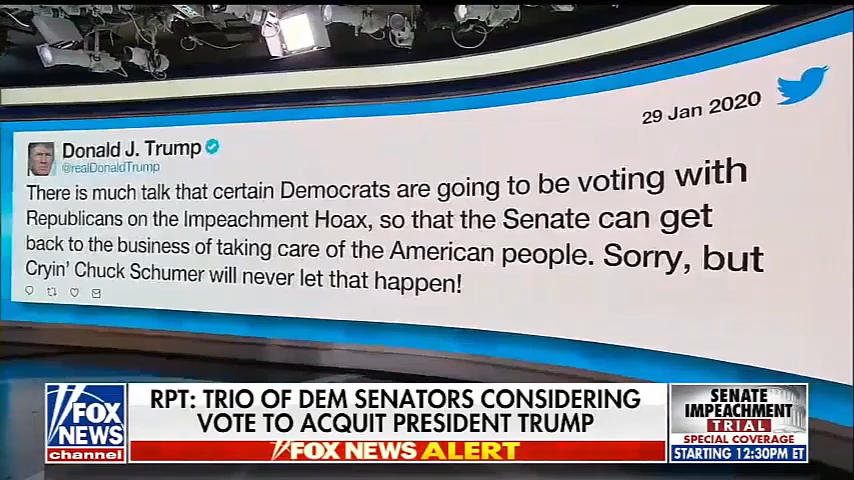 29 Jan 2020
Donald J. Trump
@realDonaldTrump
There is much talk that certain Democrats are going to be voting with
Republicans on the Impeachment Hoax, so that the Senate can get
back to the business of taking care of the American people. Sorry, but
Cryin' Chuck Schumer will never let that happen!
FOX
NEWS
channel
RPT: TRIO OF DEM SENATORS CONSIDERING
VOTE TO ACQUIT PRESIDENT TRUMP
FOX NEWS ALERT
SENATE
IMPEACHMENT
TRIAL
SPECIAL COVERAGE
STARTING 12:30PM ET